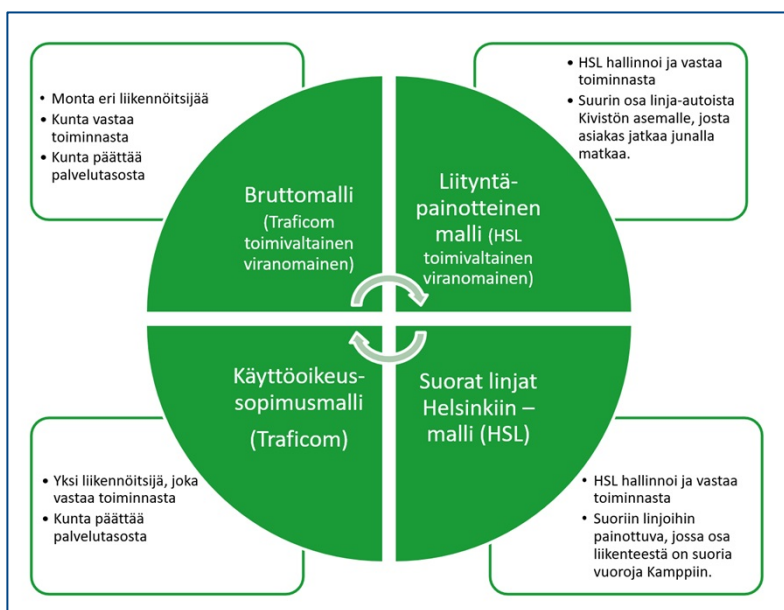 • Monta eri liikennöitsijää
• Kunta vastaa
toiminnasta
• Kunta päättää
palvelutasosta
Bruttomalli
(Traficom
toimivaltainen
viranomainen)
• HSL hallinnoi ja vastaa
toiminnasta
• Suurin osa linja-autoista
Kivistön asemalle, josta
asiakas jatkaa junalla
matkaa.
Liityntä-
painotteinen
malli (HSL
toimivaltainen
viranomainen)
Käyttöoikeus-
sopimusmalli
(Traficom)
• Yksi liikennöitsijä, joka
vastaa toiminnasta
• Kunta päättää
palvelutasosta
Suorat linjat
Helsinkiin –
malli (HSL)
• HSL hallinnoi ja vastaa
toiminnasta
• Suoriin linjoihin
painottuva, jossa osa
liikenteestä on suoria
vuoroja Kamppiin.